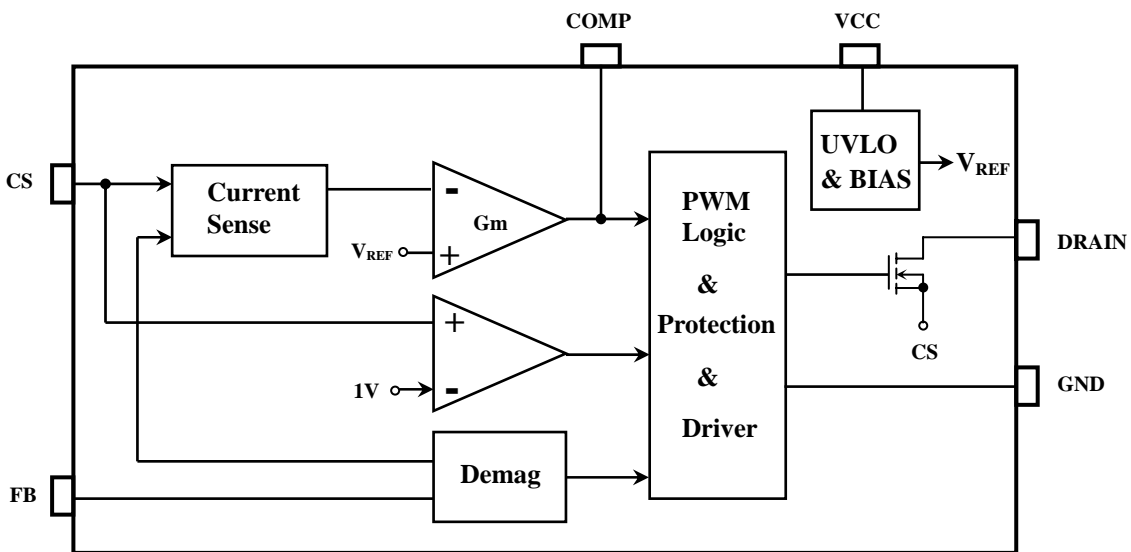 COMP
VCC
CS
Current
Sense
-
Gm
VREF
+
PWM
Logic
&
Protection
&
Driver
UVLO
& BIAS
VREF
DRAIN
CS
GND
+
1V
-
Demag
FB